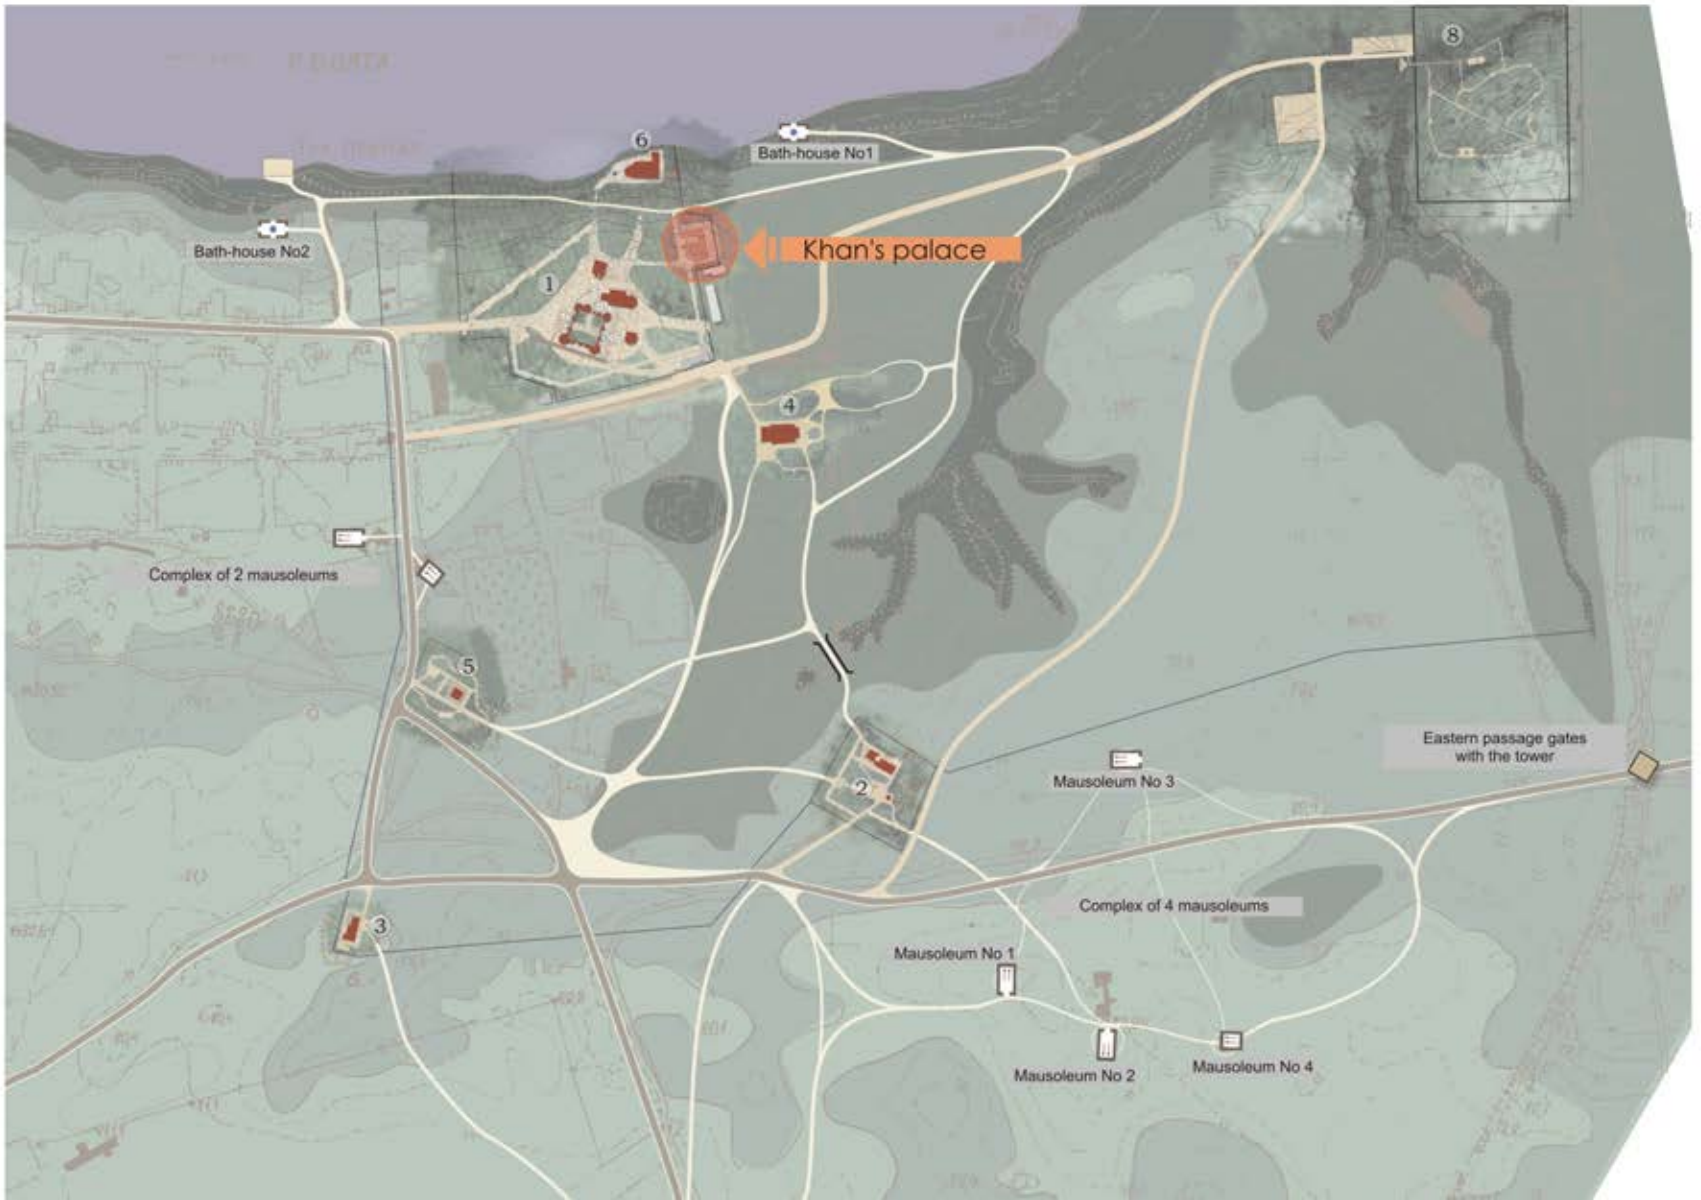 8
6
Bath-house No1
Bath-house No2
Khan's palace
1
4
Complex of 2 mausoleums
5
Eastern passage gates
with the tower
Mausoleum No 3
2
Complex of 4 mausoleums
3
Mausoleum No 1
Mausoleum No 2
Mausoleum No 4